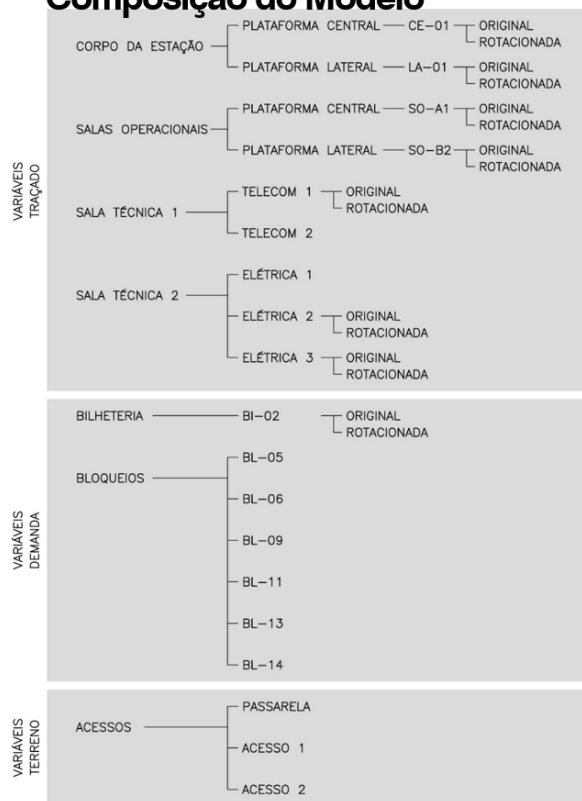 Composição do Modelo
VARIÁVEIS
TRAÇADO
CORPO DA ESTAÇÃO
PLATAFORMA CENTRAL
CE-01
ORIGINAL
ROTACIONADA
PLATAFORMA LATERAL
LA-01
ORIGINAL
ROTACIONADA
SALAS OPERACIONAIS
PLATAFORMA CENTRAL
SO-A1
ORIGINAL
ROTACIONADA
PLATAFORMA LATERAL
SO-B2
ORIGINAL
ROTACIONADA
SALA TÉCNICA 1
TELECOM 1
ORIGINAL
ROTACIONADA
TELECOM 2
SALA TÉCNICA 2
ELÉTRICA 1
ELÉTRICA 2
ORIGINAL
ROTACIONADA
ELÉTRICA 3
ORIGINAL
ROTACIONADA
VARIÁVEIS
DEMANDA
BILHETERIA
BI-02
ORIGINAL
ROTACIONADA
BLOQUEIOS
BL-05
BL-06
BL-09
BL-11
BL-13
BL-14
VARIÁVEIS
TERRENO
ACESSOS
PASSARELA
ACESSO 1
ACESSO 2